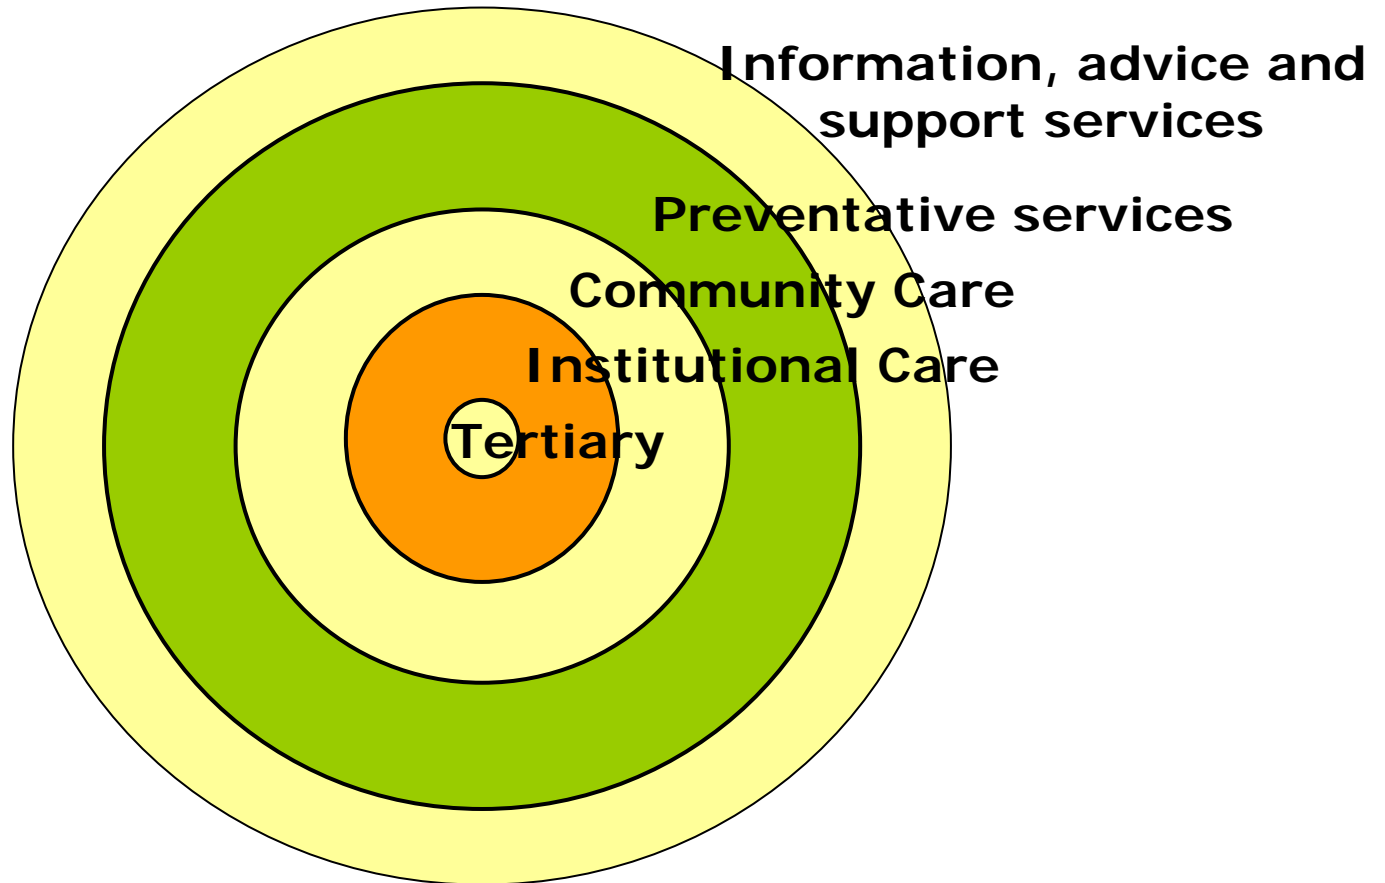 Information, advice and
support services
Preventative services
Community Care
Institutional Care
Tertiary